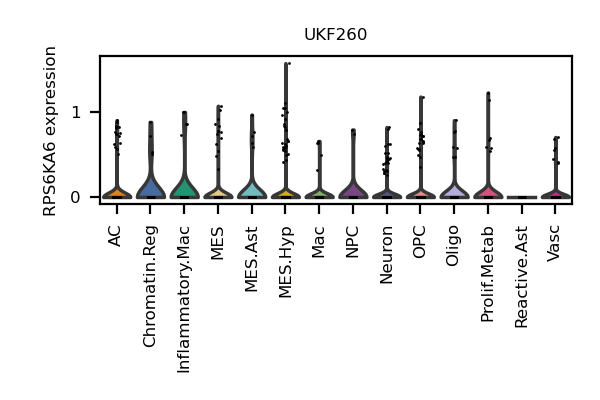 UKF260
RPS6KA6 expression
1
0
AC
Chromatin.Reg
Inflammatory.Mac
MES
MES.Ast
MES.Hyp
Mac
NPC
Neuron
OPC
Oligo
Prolif.Metab
Reactive.Ast
Vasc